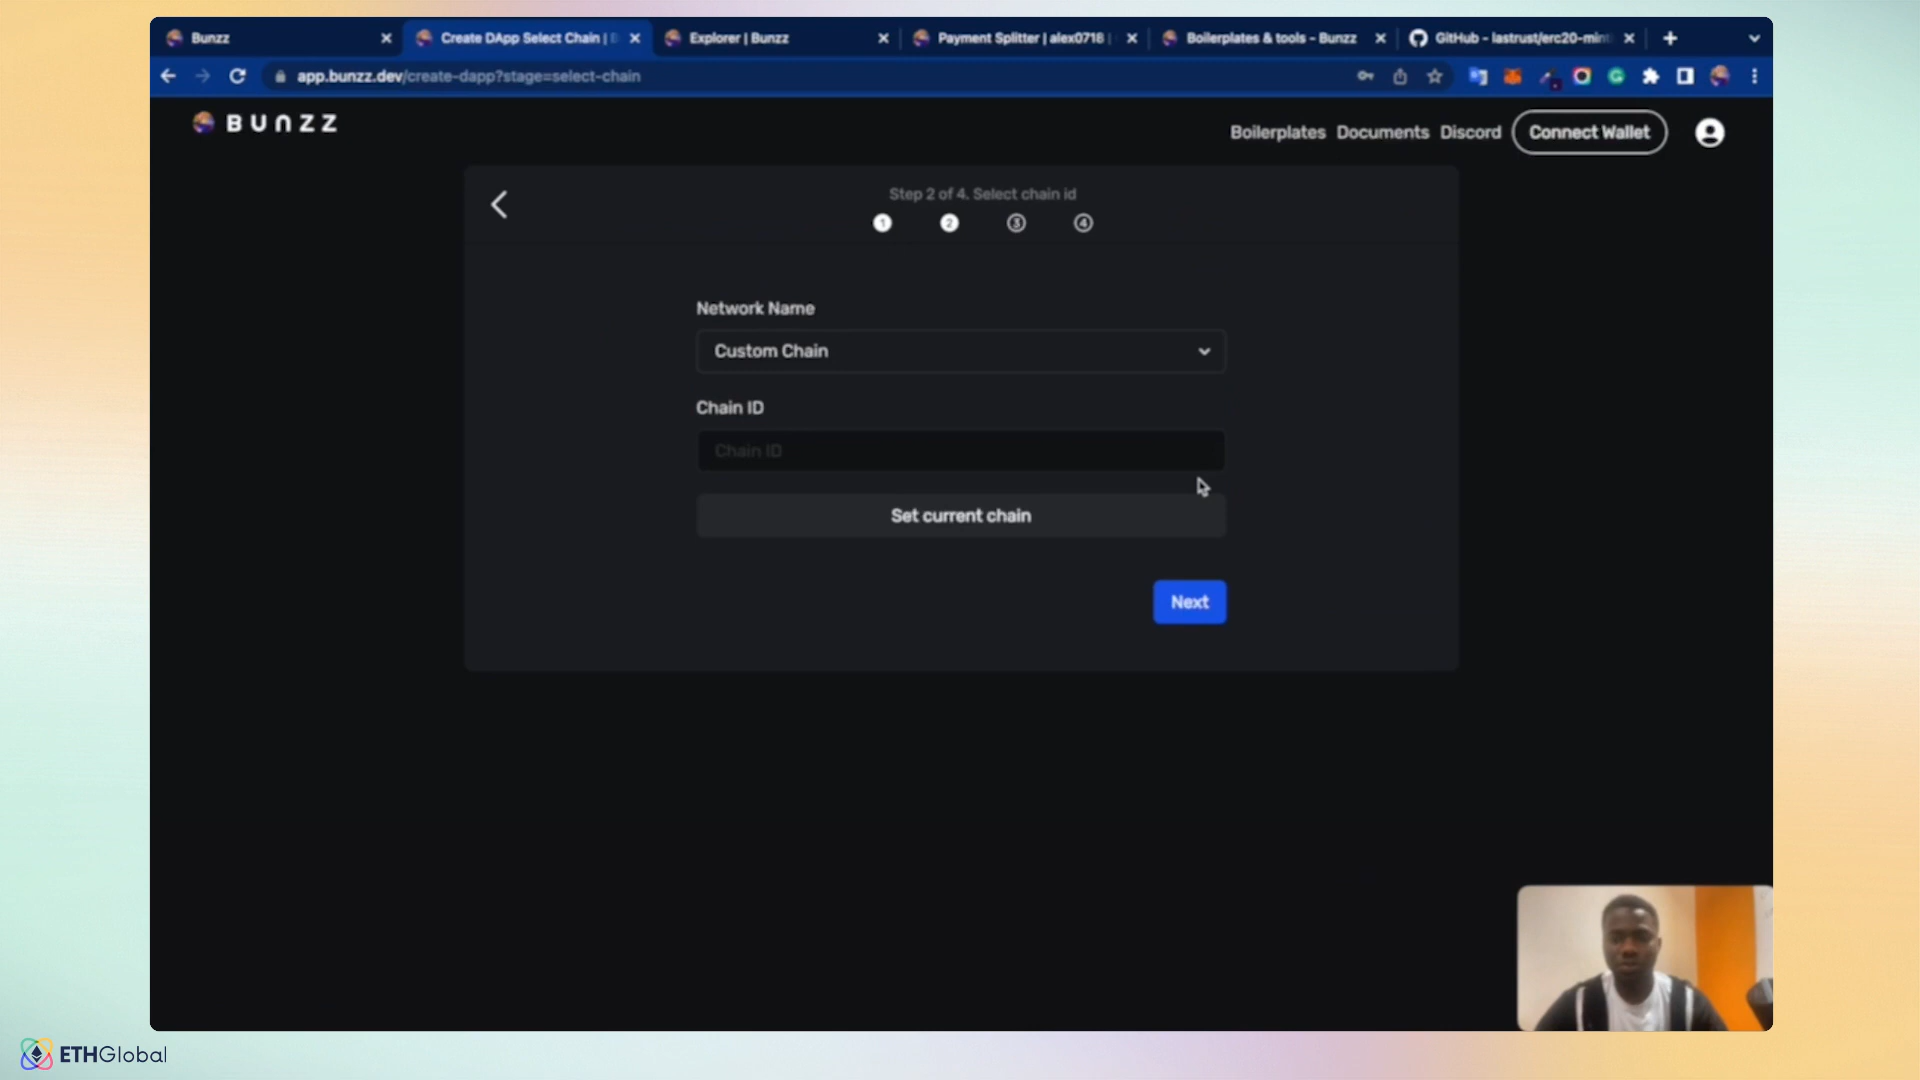 Bunzz
Create DApp Select Chain |
Explorer | Bunzz
Payment Splitter | alex0718 |
Boilerplates & tools - Bunzz
GitHub - lastrust/erc20-mint
app.bunzz.dev/create-dapp?stage=select-chain
BUNZZ
Boilerplates
Documents
Discord
Connect Wallet
Step 2 of 4. Select chain id
1
2
3
4
Network Name
Custom Chain
Chain ID
Chain ID
Set current chain
Next
ETHGlobal